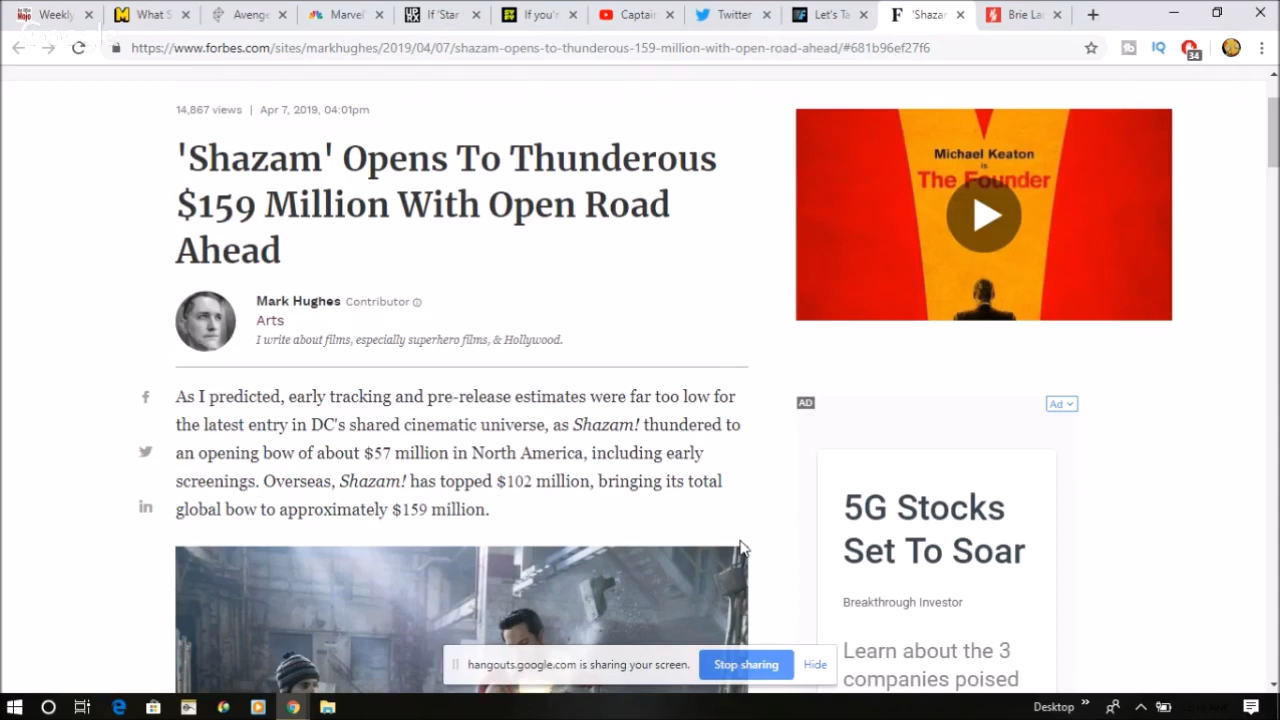 Weekly
What S
Aveng
Marvel
If 'Star
If you're
Captain
Twitter
Let's Ta
'Shazam
Brie La
https://www.forbes.com/sites/markhughes/2019/04/07/shazam-opens-to-thunderous-159-million-with-open-road-ahead/#681b96ef27f6
IQ
34
14,867 views | Apr 7, 2019, 04:01pm
'Shazam' Opens To Thunderous
$159 Million With Open Road
Ahead
Mark Hughes Contributor
Arts
I write about films, especially superhero films, & Hollywood.
As I predicted, early tracking and pre-release estimates were far too low for
the latest entry in DC's shared cinematic universe, as Shazam! thundered to
an opening bow of about $57 million in North America, including early
screenings. Overseas, Shazam! has topped $102 million, bringing its total
global bow to approximately $159 million.
Michael Keaton
is
The Founder
AD
Ad
5G Stocks
Set To Soar
Breakthrough Investor
Learn about the 3
companies poised
hangouts.google.com is sharing your screen.
Stop sharing
Hide
Desktop